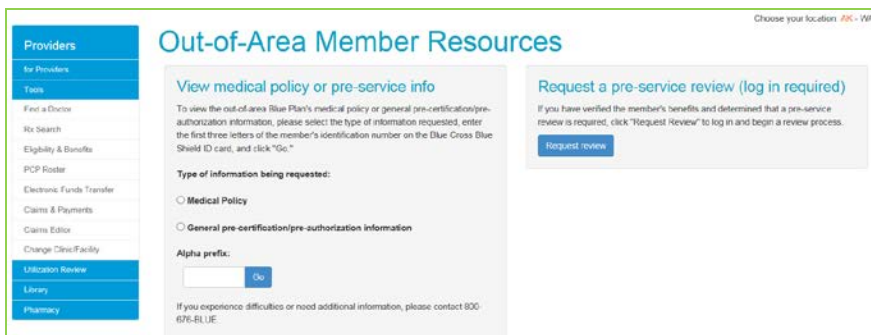 Choose your location: AK - WA
Providers
for Providers
Tools
Find a Doctor
Rx Search
Eligibility & Benefits
PCP Roster
Electronic Funds Transfer
Claims & Payments
Claims Editor
Change Clinic/Facility
Utilization Review
Library
Pharmacy
Out-of-Area Member Resources
View medical policy or pre-service info
To view the out-of-area Blue Plan's medical policy or general pre-certification/pre-
authorization information, please select the type of information requested, enter
the first three letters of the member's identification number on the Blue Cross Blue
Shield ID card, and click "Go."
Type of information being requested:
Medical Policy
General pre-certification/pre-authorization information
Alpha prefix:
Go
If you experience difficulties or need additional information, please contact 800-
676-BLUE.
Request a pre-service review (log in required)
If you have verified the member's benefits and determined that a pre-service
review is required, click "Request Review" to log in and begin a review process.
Request review